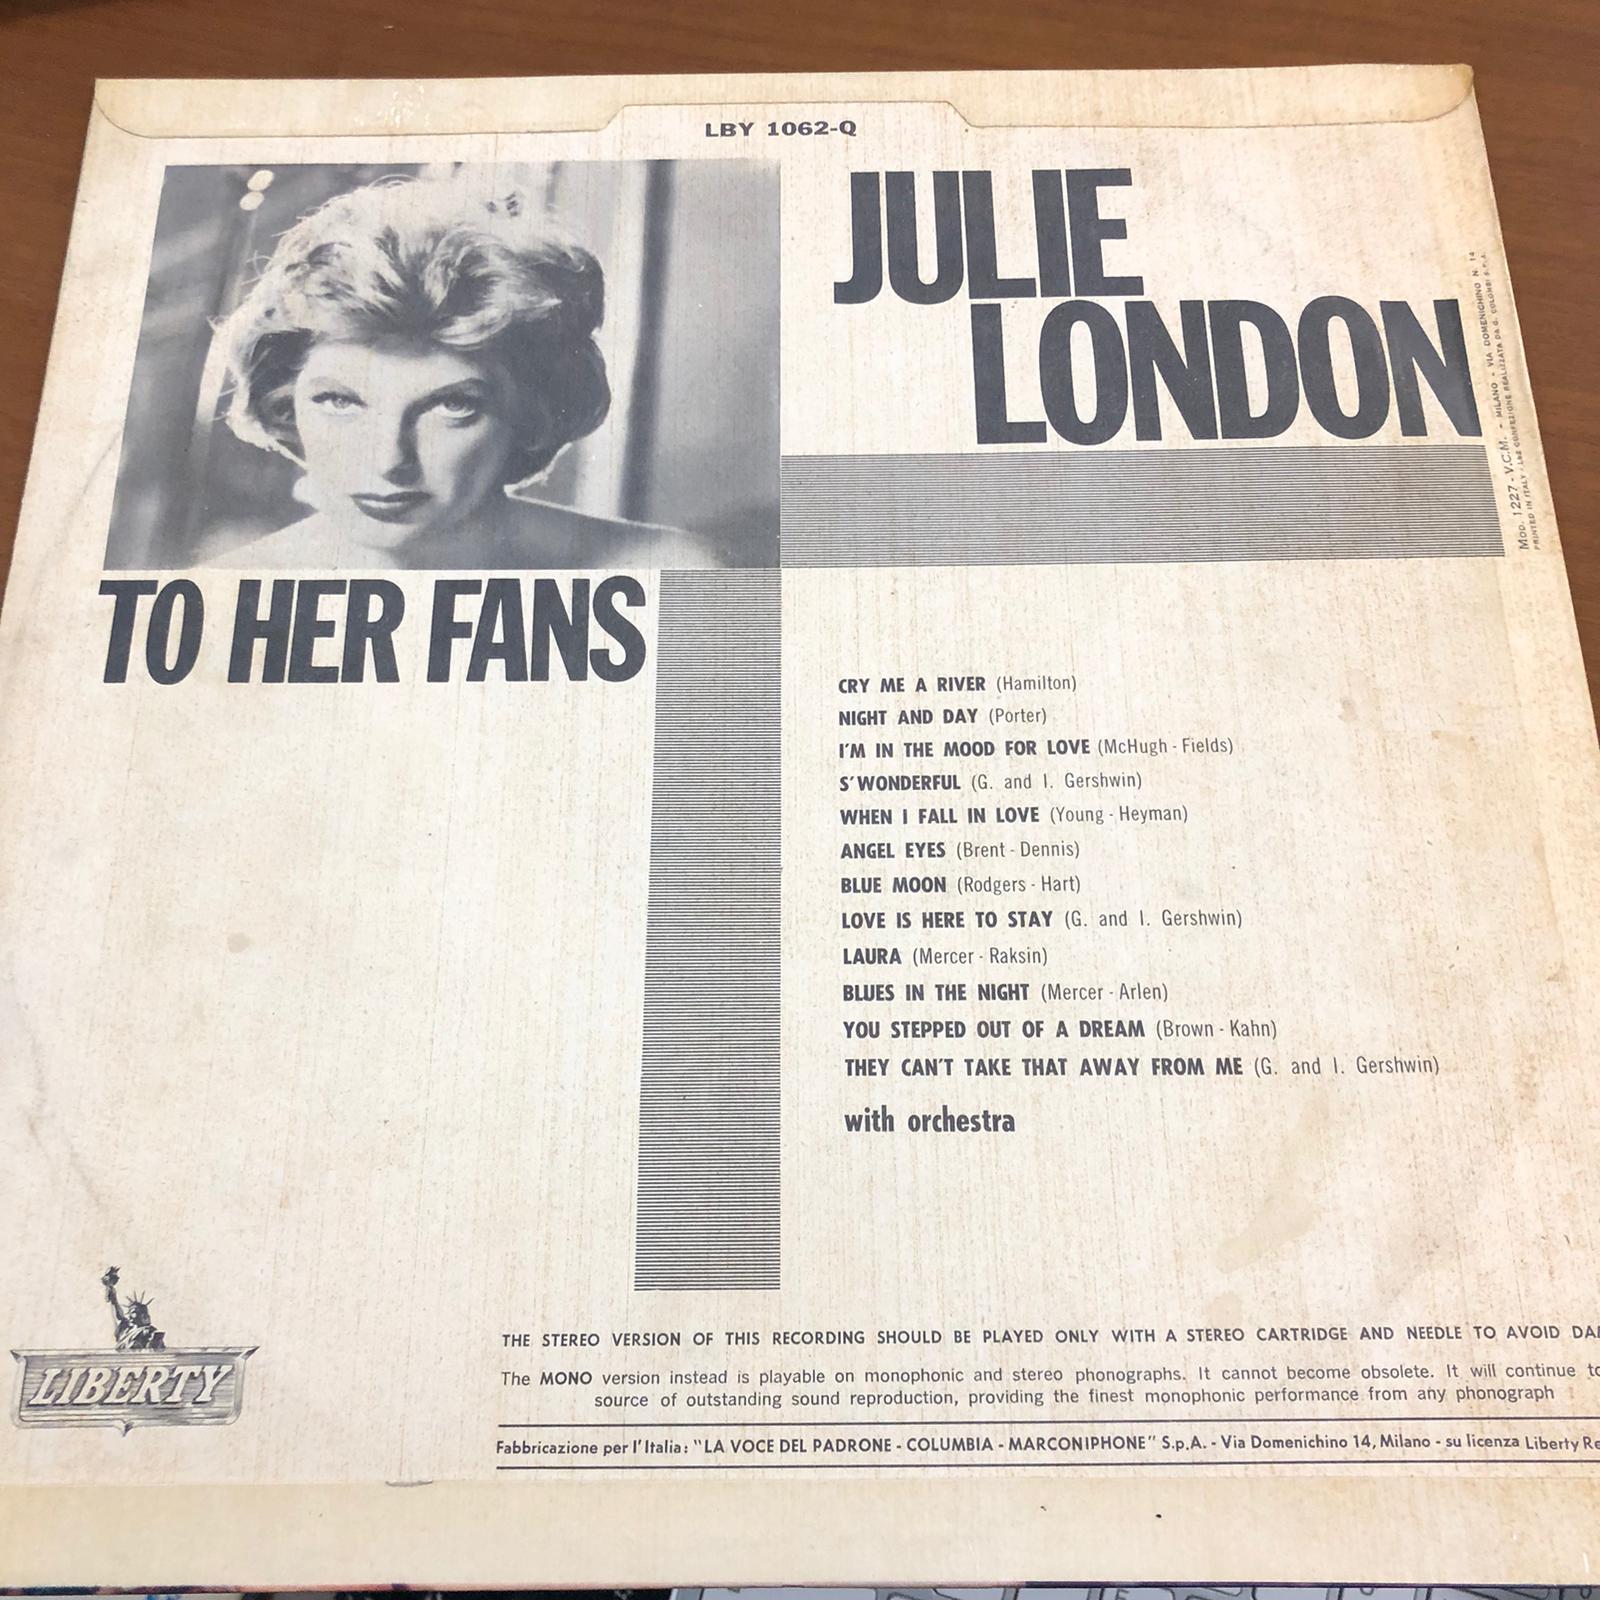 LBY 1062-Q
JULIE
LONDON
TO HER FANS
Mod. 1227 - V.C.M. - MILANO - VIA DOMENICHINO N. 14
PRINTED IN ITALY - LRE CONFEZIONE REALIZZATA DA G. COLOMBI S.P.A.
CRY ME A RIVER (Hamilton)
NIGHT AND DAY (Porter)
I'M IN THE MOOD FOR LOVE (McHugh - Fields)
S'WONDERFUL (G. and I. Gershwin)
WHEN I FALL IN LOVE (Young - Heyman)
ANGEL EYES (Brent - Dennis)
BLUE MOON (Rodgers - Hart)
LOVE IS HERE TO STAY (G. and I. Gershwin)
LAURA (Mercer - Raksin)
BLUES IN THE NIGHT (Mercer - Arlen)
YOU STEPPED OUT OF A DREAM (Brown - Kahn)
THEY CAN'T TAKE THAT AWAY FROM ME (G. and I. Gershwin)
with orchestra
LIBERTY
THE STEREO VERSION OF THIS RECORDING SHOULD BE PLAYED ONLY WITH A STEREO CARTRIDGE AND NEEDLE TO AVOID
The MONO version instead is playable on monophonic and stereo phonographs. It cannot become obsolete. It will continue to
source of outstanding sound reproduction, providing the finest monophonic performance from any phonograph
Fabbricazione per l'Italia: "LA VOCE DEL PADRONE - COLUMBIA - MARCONIPHONE" S.p.A. - Via Domenichino 14, Milano - su licenza Liberty